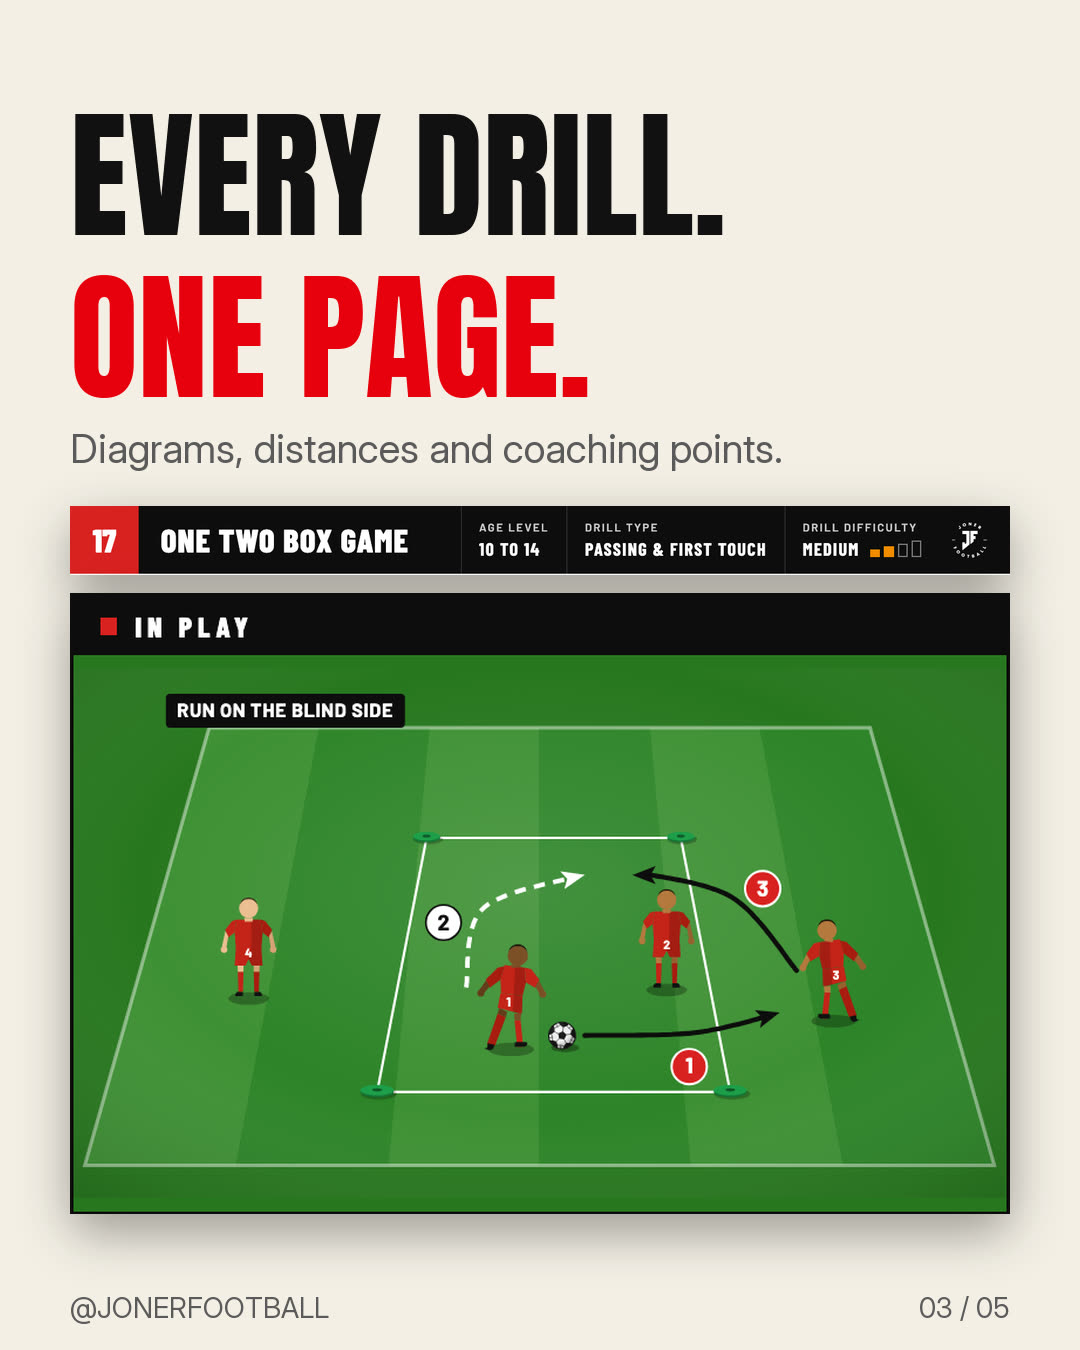 EVERY DRILL.
ONE PAGE.
Diagrams, distances and coaching points.
17
ONE TWO BOX GAME
AGE LEVEL
10 TO 14
DRILL TYPE
PASSING & FIRST TOUCH
DRILL DIFFICULTY
MEDIUM
JONER
JF
FOOTBALL
IN PLAY
RUN ON THE BLIND SIDE
3
2
4
2
3
1
1
@JONERFOOTBALL
03 / 05